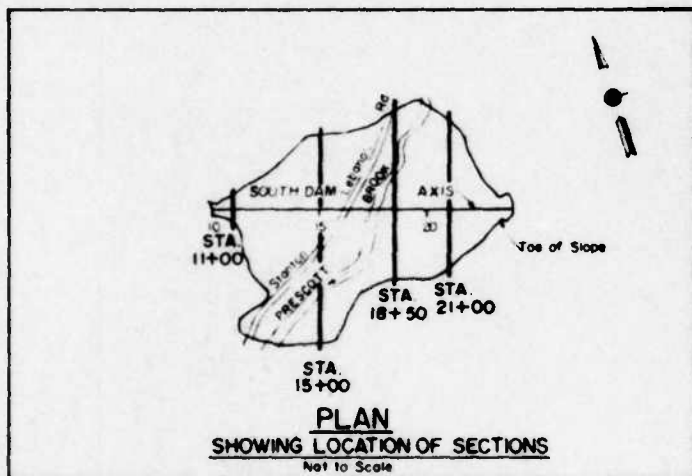 Rd
SOUTH DAM
AXIS
BROOK
10
15
20
STA.
11+00
Toe of Slope
PRESCOTT
STA.
18+50
STA.
21+00
STA.
15+00
PLAN
SHOWING LOCATION OF SECTIONS
Not to Scale